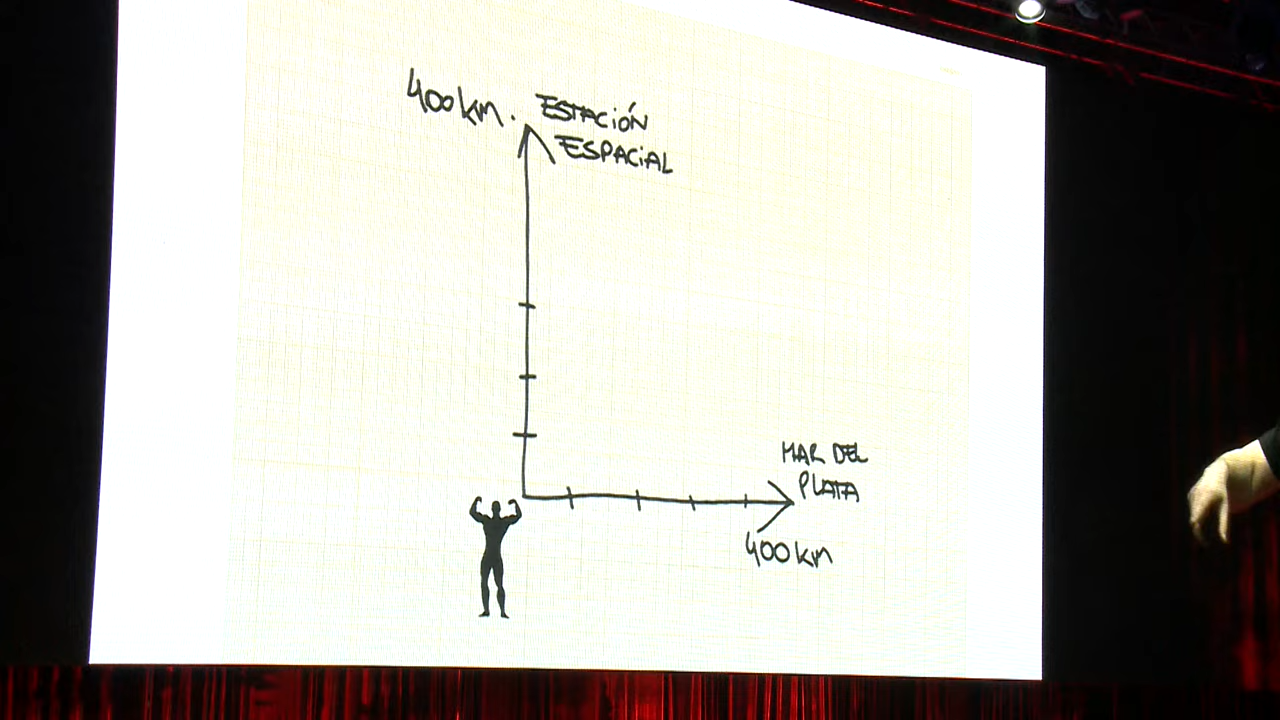 400km. ESTACIÓN
ESPACIAL
MAR DEL
PLATA
400km